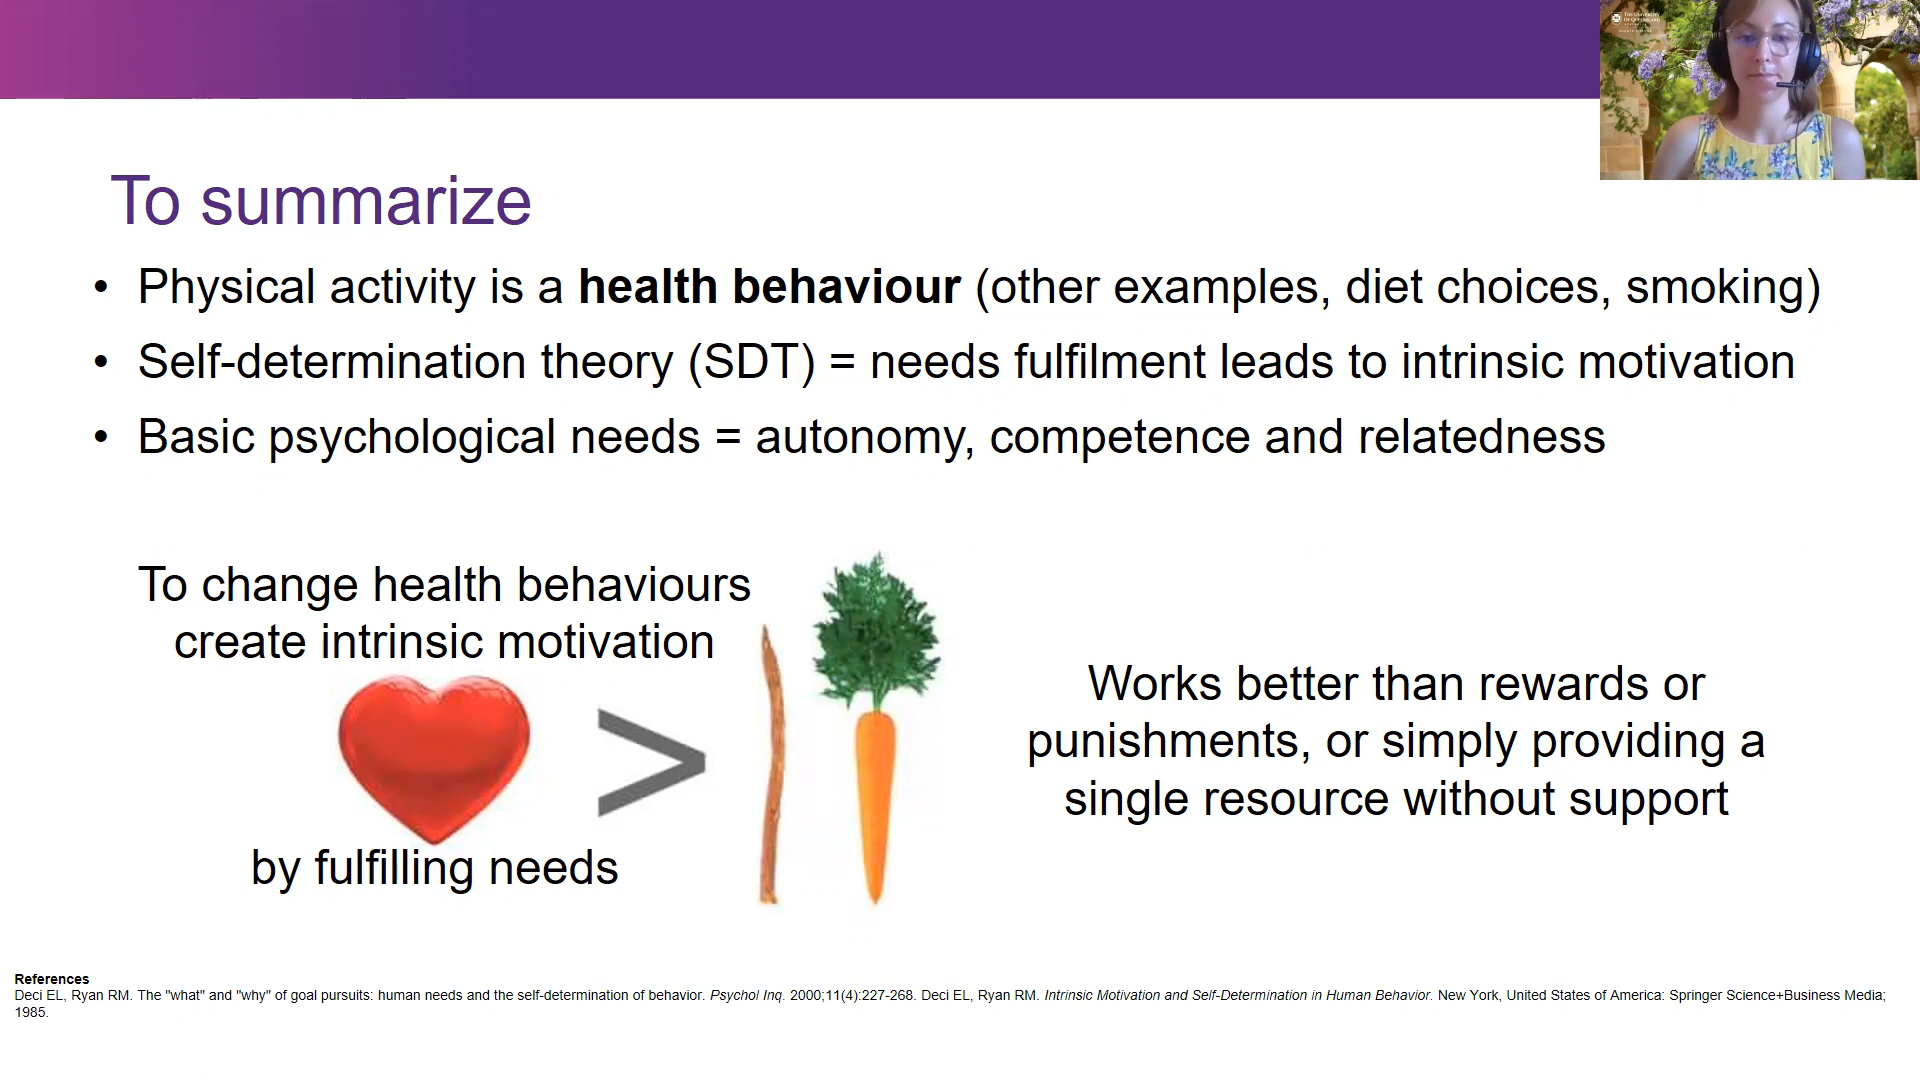 THE UNIVERSITY
OF QUEENSLAND
To summarize
• Physical activity is a health behaviour (other examples, diet choices, smoking)
• Self-determination theory (SDT) = needs fulfilment leads to intrinsic motivation
• Basic psychological needs = autonomy, competence and relatedness
To change health behaviours
create intrinsic motivation
>
by fulfilling needs
Works better than rewards or
punishments, or simply providing a
single resource without support
References
Deci EL, Ryan RM. The "what" and "why" of goal pursuits: human needs and the self-determination of behavior. Psychol Inq. 2000;11(4):227-268. Deci EL, Ryan RM. Intrinsic Motivation and Self-Determination in Human Behavior. New York, United States of America: Springer Science+Business Media;
1985.